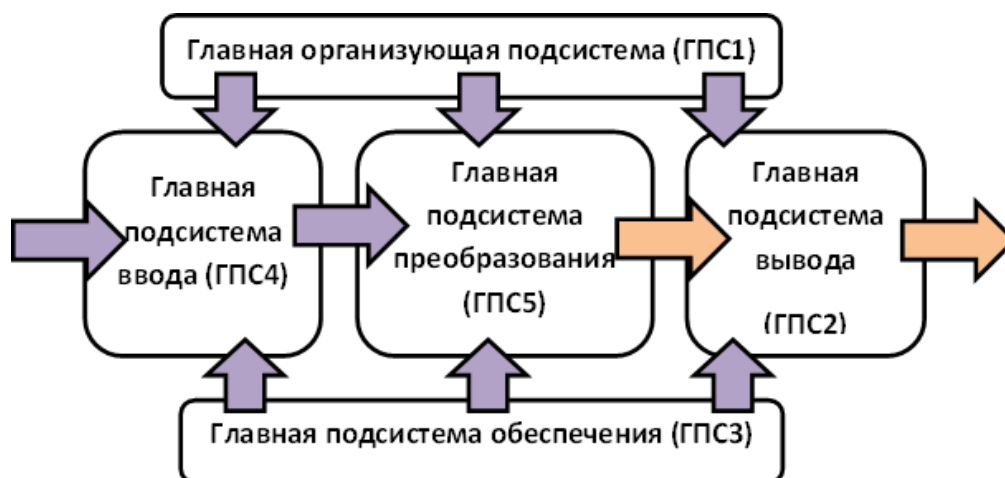 Главная организующая подсистема (ГПС1)
Главная
подсистема
ввода (ГПС4)
Главная
подсистема
преобразования
(ГПС5)
Главная
подсистема
вывода
(ГПС2)
Главная подсистема обеспечения (ГПС3)